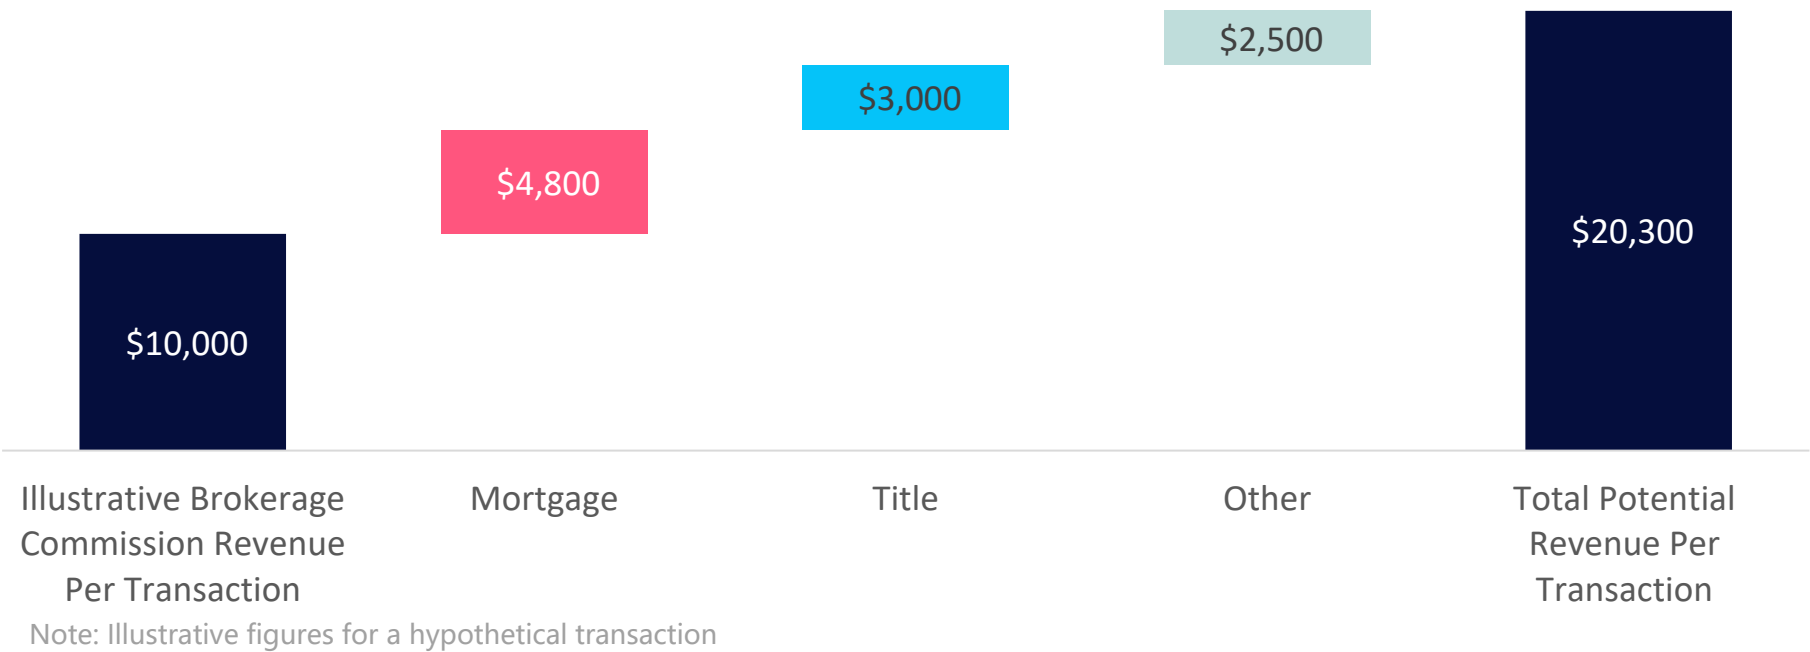 $2,500
$3,000
$4,800
$20,300
$10,000
Illustrative Brokerage
Commission Revenue
Per Transaction
Mortgage
Title
Other
Total Potential
Revenue Per
Transaction
Note: Illustrative figures for a hypothetical transaction